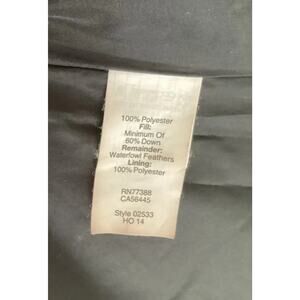 100% Polyester
Fill:
Minimum Of
60% Down
Remainder:
Waterfowl Feathers
Lining:
100% Polyester
RN77388
CA56445
Style 02533
HO 14